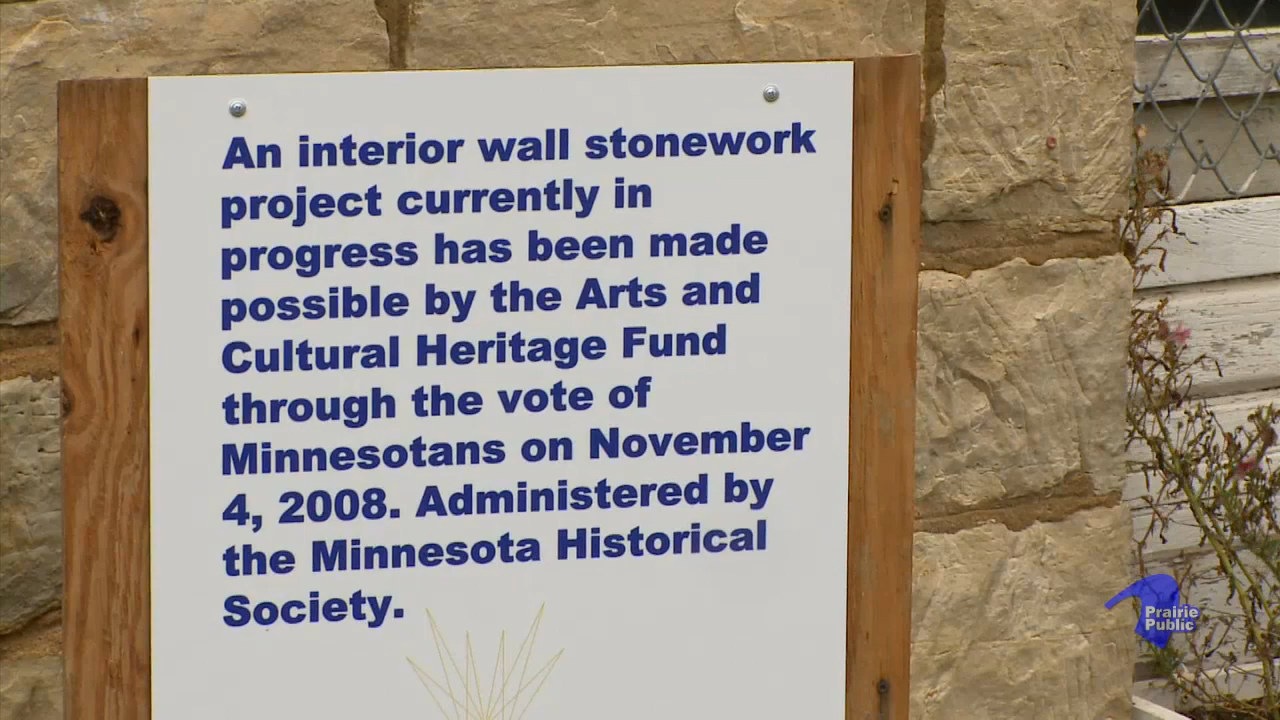 An interior wall stonework
project currently in
progress has been made
possible by the Arts and
Cultural Heritage Fund
through the vote of
Minnesotans on November
4, 2008. Administered by
the Minnesota Historical
Society.
Prairie
Public